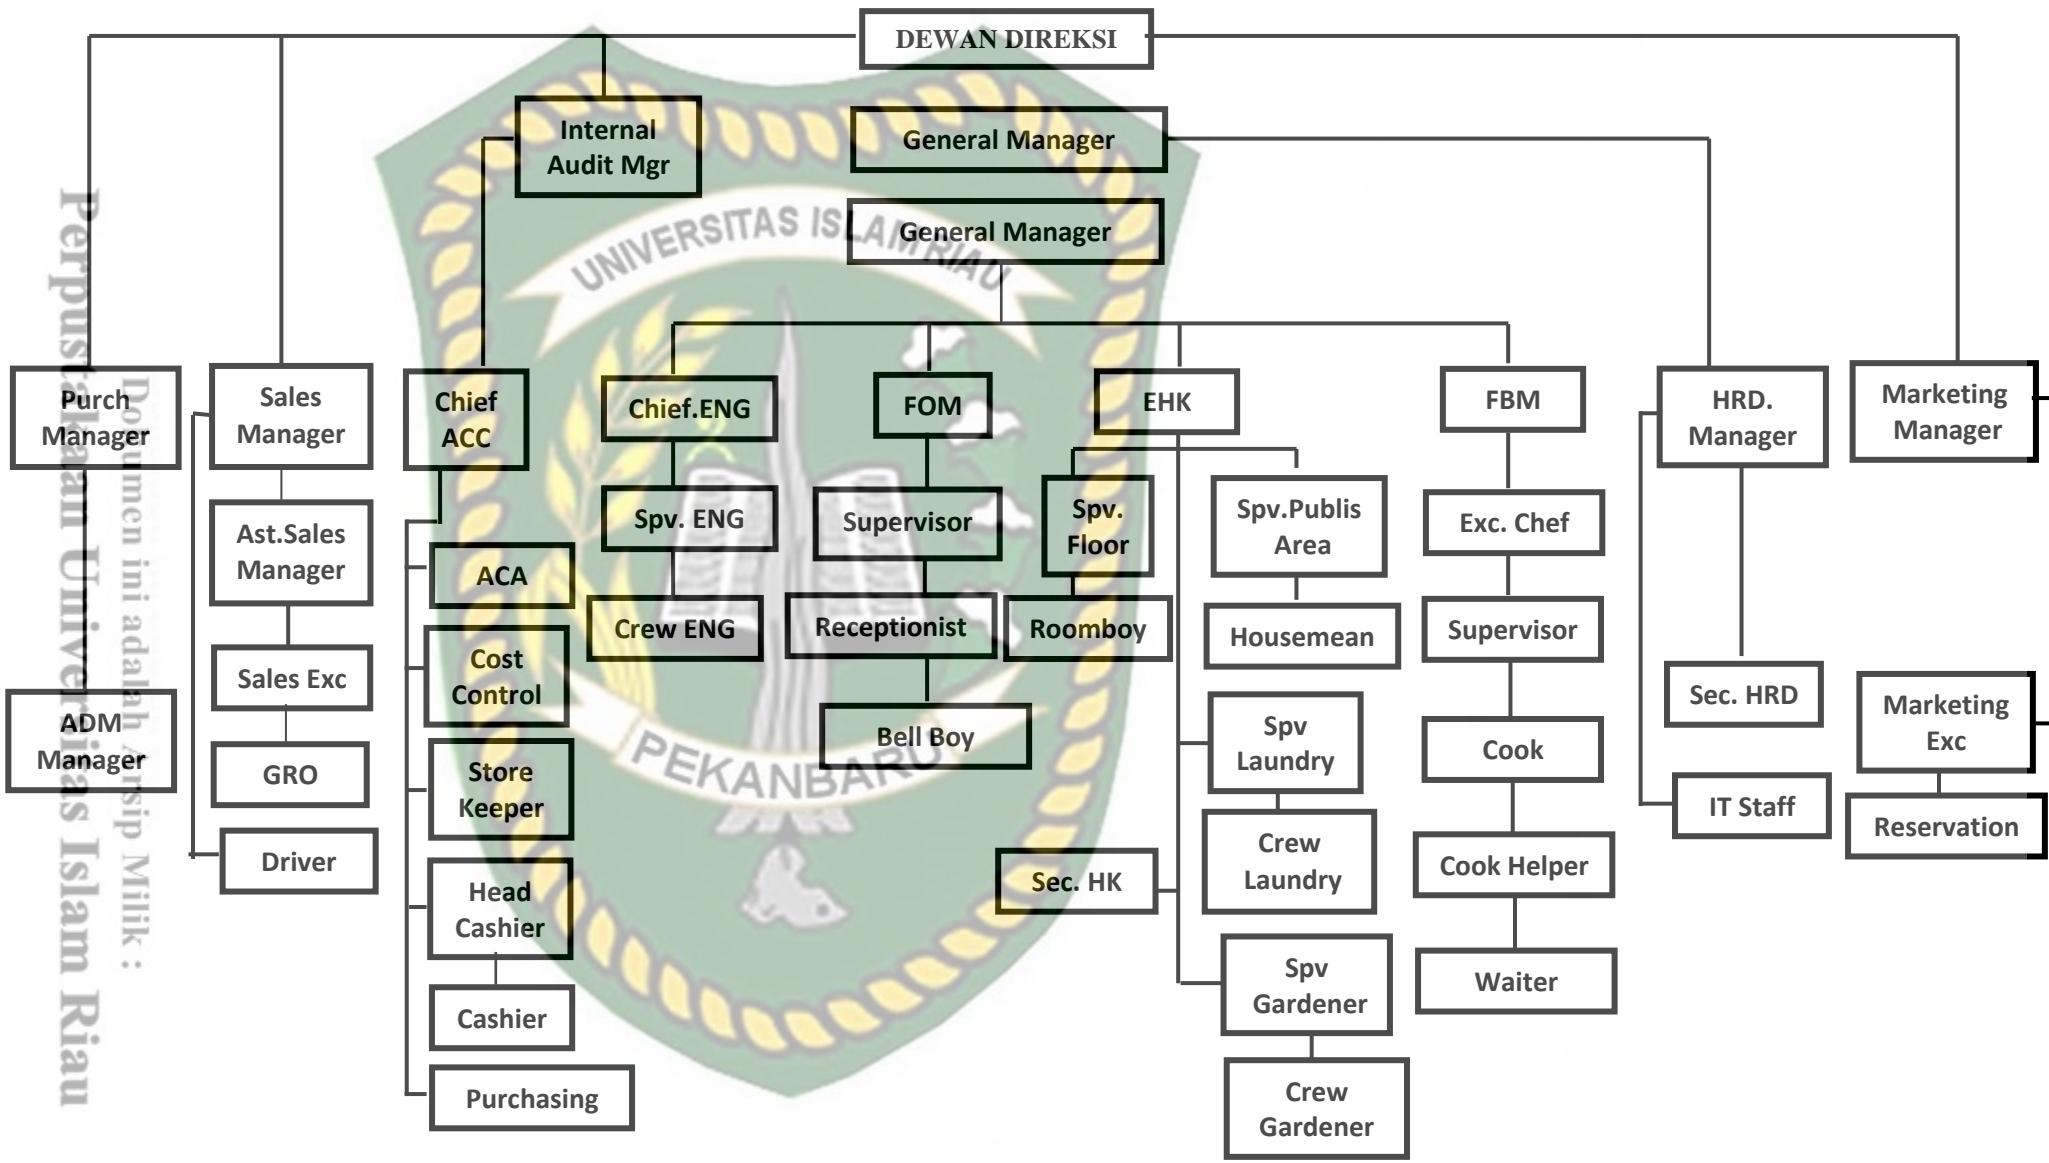 DEWAN DIREKSI
Internal
Audit Mgr
General Manager
General Manager
Purch
Manager
ADM
Manager
Sales
Manager
Ast.Sales
Manager
Sales Exc
GRO
Driver
Chief
ACC
ACA
Cost
Control
Store
Keeper
Head
Cashier
Cashier
Purchasing
Chief.ENG
Spv. ENG
Crew ENG
FOM
Supervisor
Receptionist
Bell Boy
EHK
Spv.
Floor
Roomboy
Spv.Publis
Area
Housemean
Spv
Laundry
Crew
Laundry
Sec. HK
Spv
Gardener
Crew
Gardener
FBM
Exc. Chef
Supervisor
Cook
Cook Helper
Waiter
HRD.
Manager
Sec. HRD
IT Staff
Marketing
Manager
Marketing
Exc
Reservation
UNIVERSITAS ISLAM RIAU
PEKANBARU
Dokumen ini adalah Arsip Milik :
Perpustakaan Universitas Islam Riau